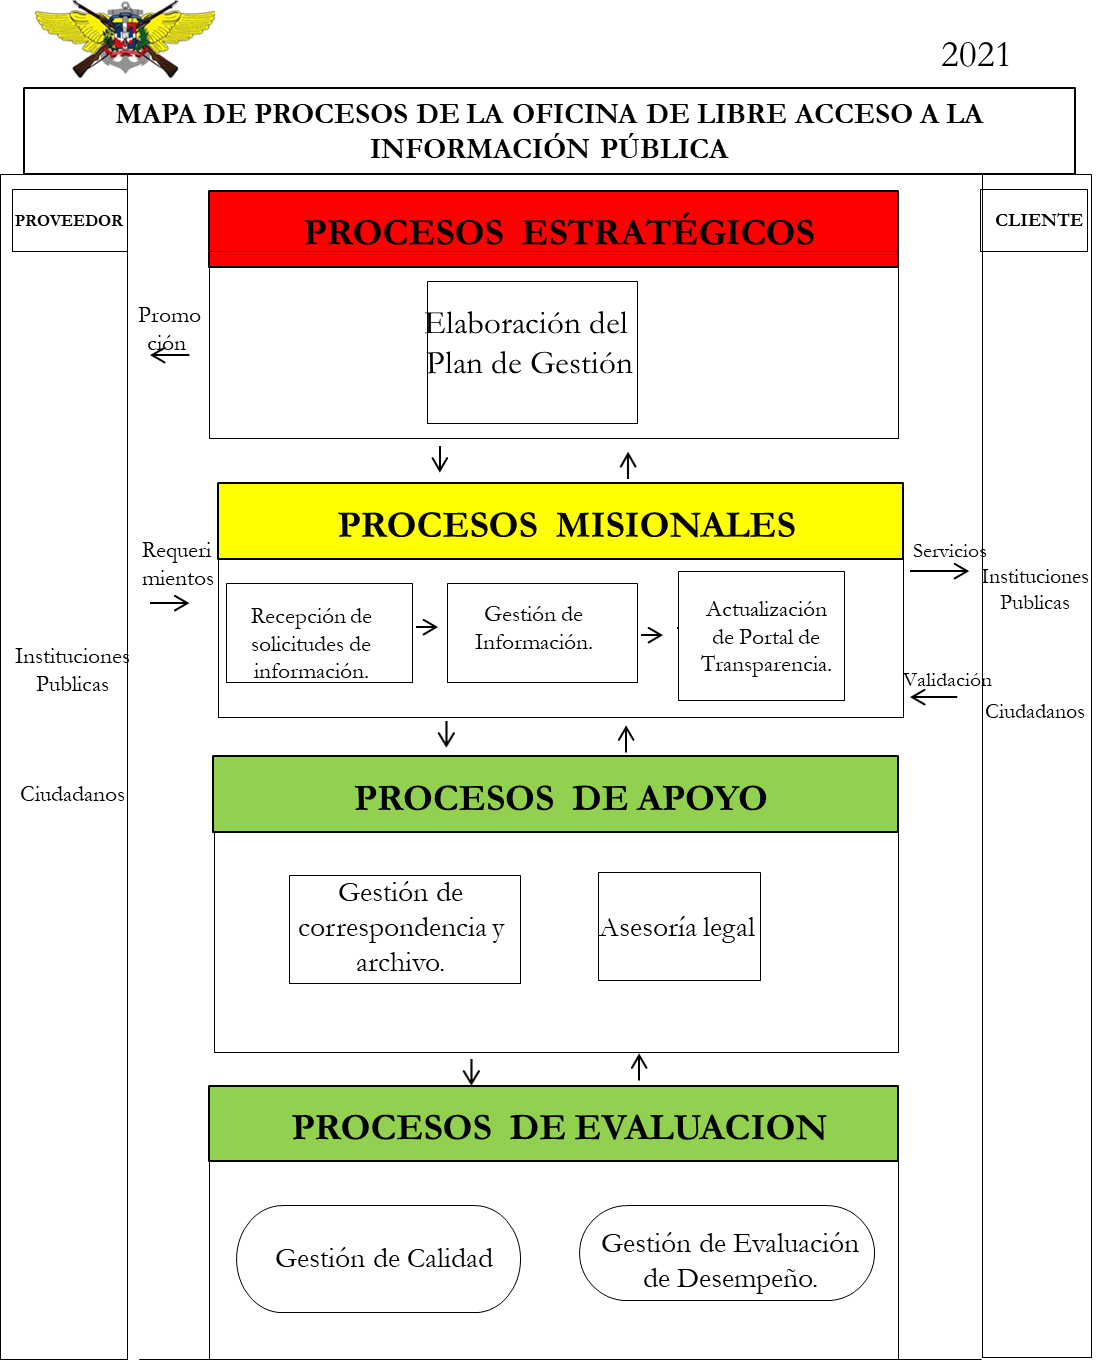 2021
MAPA DE PROCESOS DE LA OFICINA DE LIBRE ACCESO A LA
INFORMACIÓN PÚBLICA
PROVEEDOR
CLIENTE
PROCESOS ESTRATÉGICOS
Promo
ción
Elaboración del
Plan de Gestión
PROCESOS MISIONALES
Requeri
mientos
Servicios
Instituciones
Publicas
Recepción de
solicitudes de
información.
Gestión de
Información.
Actualización
de Portal de
Transparencia.
Instituciones
Publicas
Validación
Ciudadanos
Ciudadanos
PROCESOS DE APOYO
Gestión de
correspondencia y
archivo.
Asesoría legal
PROCESOS DE EVALUACION
Gestión de Calidad
Gestión de Evaluación
de Desempeño.